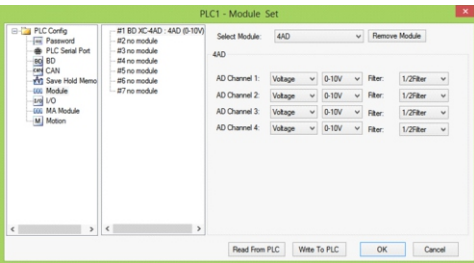 PLC1 - Module Set
PLC Config
Password
PLC Serial Port
BD
CAN
Save Hold Memo
Module
I/O
MA Module
Motion
#1 BD XC-4AD : 4AD (0-10V)
#2 no module
#3 no module
#4 no module
#5 no module
#6 no module
#7 no module
Select Module: 4AD Remove Module
4AD
AD Channel 1: Voltage 0-10V Filter: 1/2Filter
AD Channel 2: Voltage 0-10V Filter: 1/2Filter
AD Channel 3: Voltage 0-10V Filter: 1/2Filter
AD Channel 4: Voltage 0-10V Filter: 1/2Filter
Read From PLC Write To PLC OK Cancel